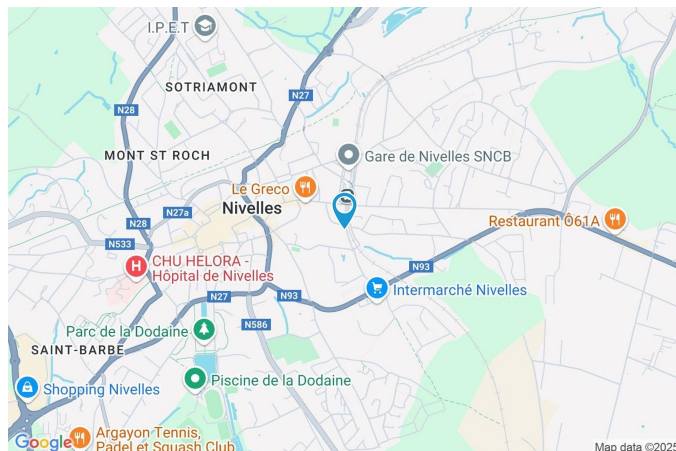 I.P.E.T
SOTRIAMONT
N28
N27
MONT ST ROCH
Gare de Nivelles SNCB
Le Greco
N27a
Nivelles
N28
N533
Restaurant Ô61A
CHU HELORA -
Hôpital de Nivelles
N93
N27
N93
Intermarché Nivelles
N586
Parc de la Dodaine
SAINT-BARBE
Piscine de la Dodaine
Shopping Nivelles
Argayon Tennis,
Padel et Squash Club
Google
Map data ©2025